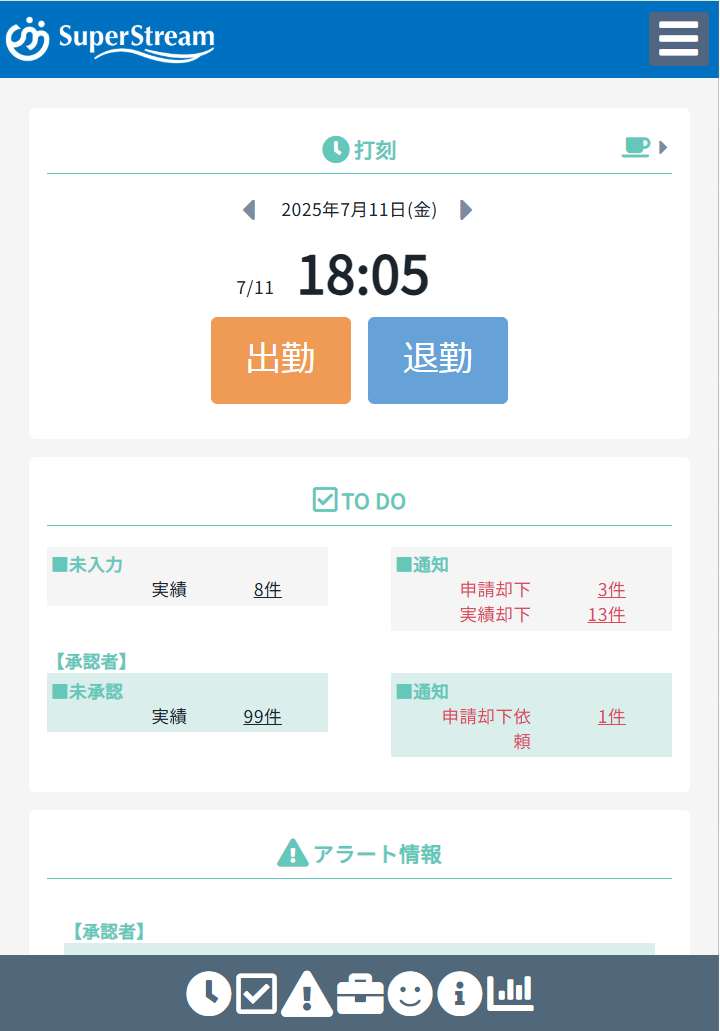 SuperStream
打刻
2025年7月11日(金)
7/11 18:05
出勤 退勤
TO DO
■未入力
実績 8件
■通知
申請却下 3件
実績却下 13件
【承認者】
■未承認
実績 99件
■通知
申請却下依 1件
頼
アラート情報
【承認者】